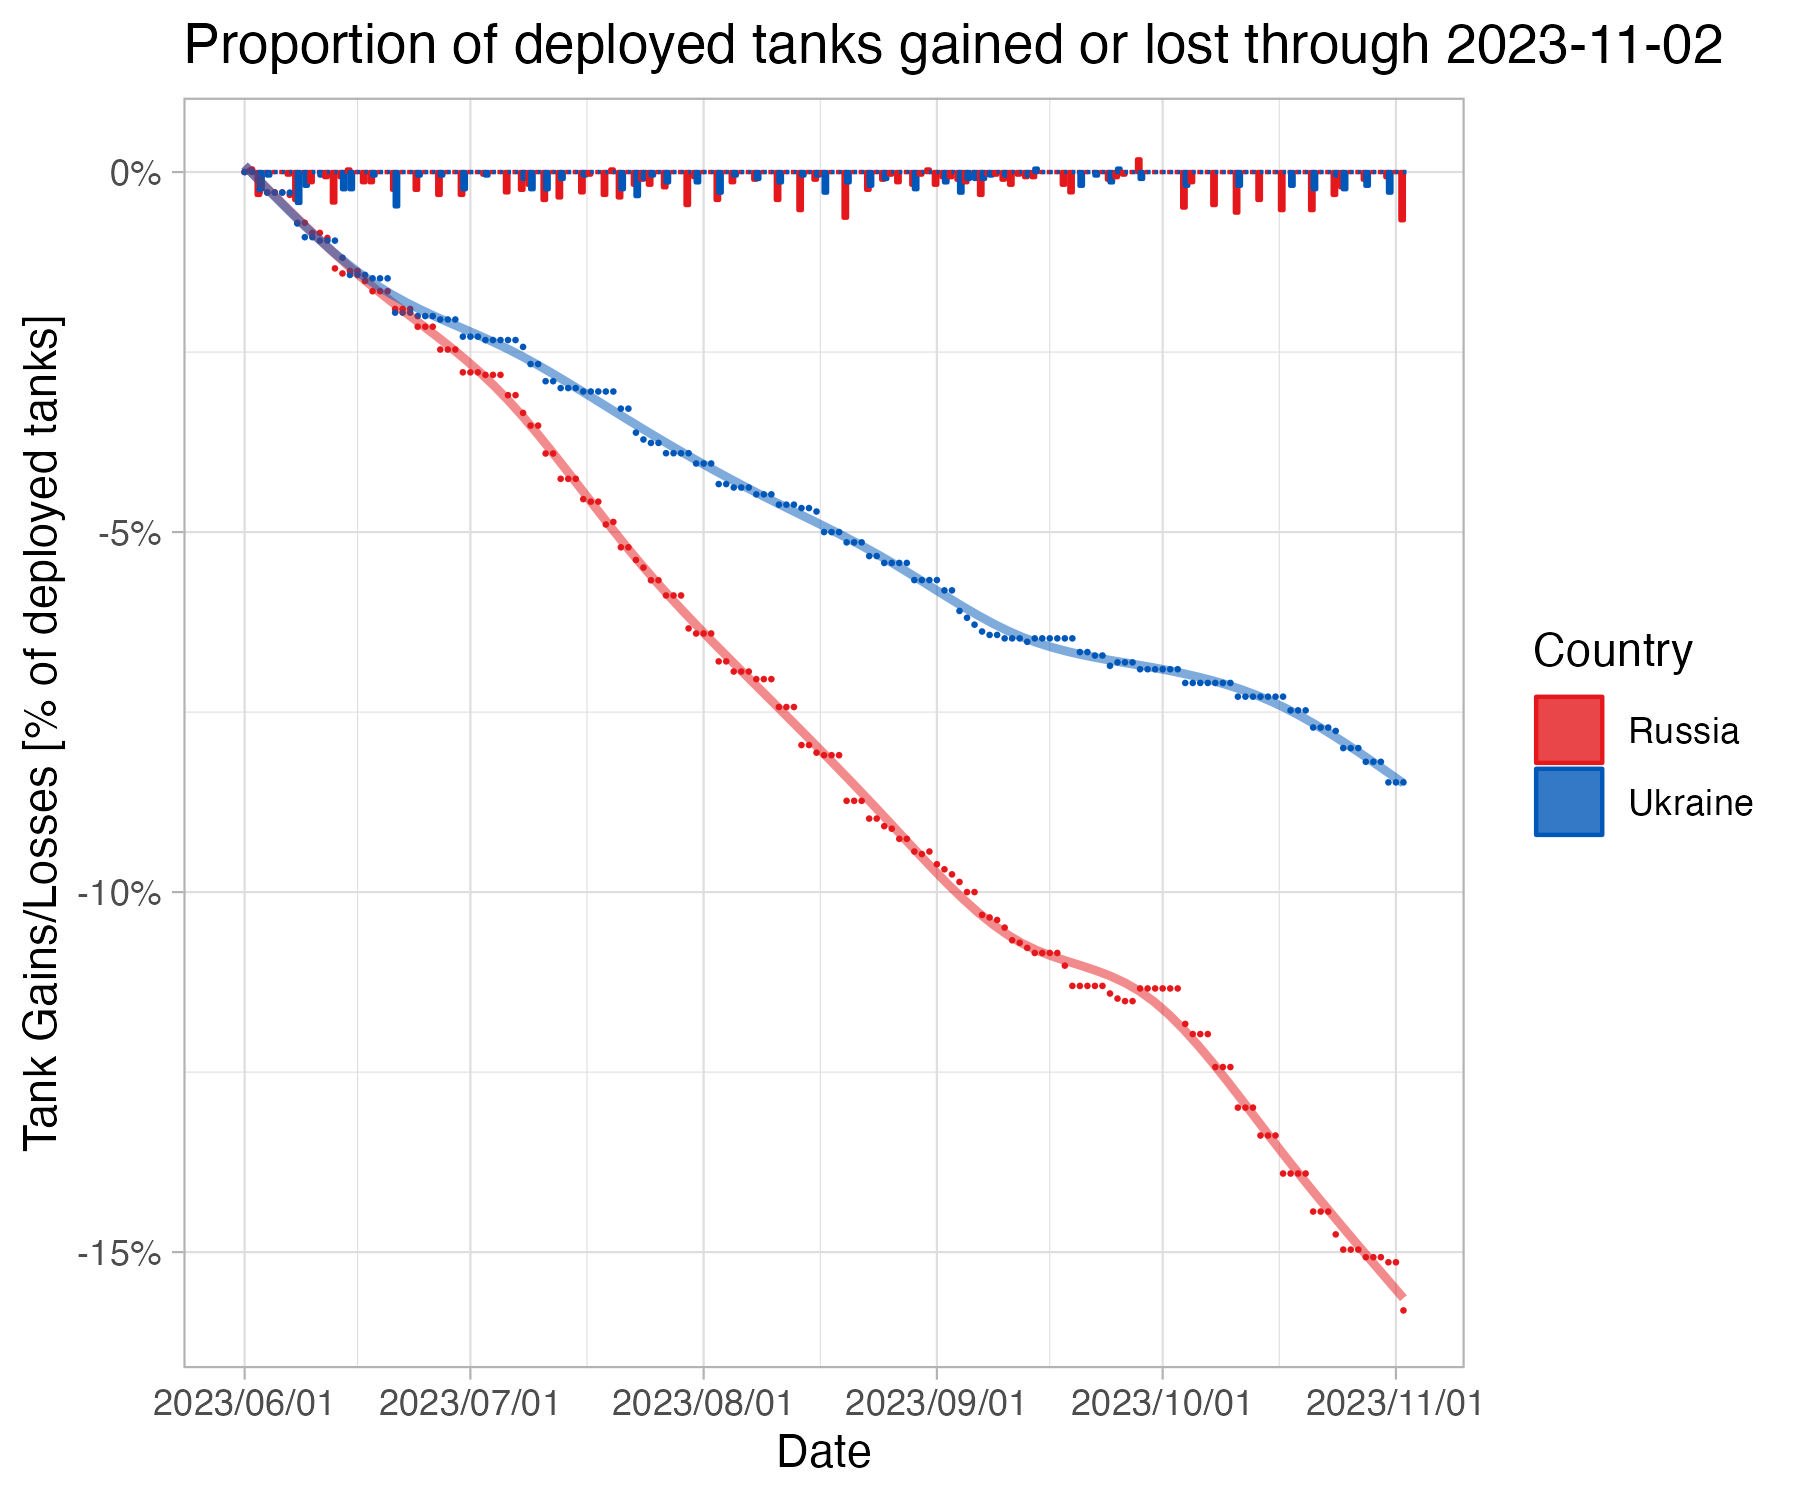 Proportion of deployed tanks gained or lost through 2023-11-02
Tank Gains/Losses [% of deployed tanks]
0%
-5%
-10%
-15%
2023/06/01
2023/07/01
2023/08/01
2023/09/01
2023/10/01
2023/11/01
Date
Country
Russia
Ukraine